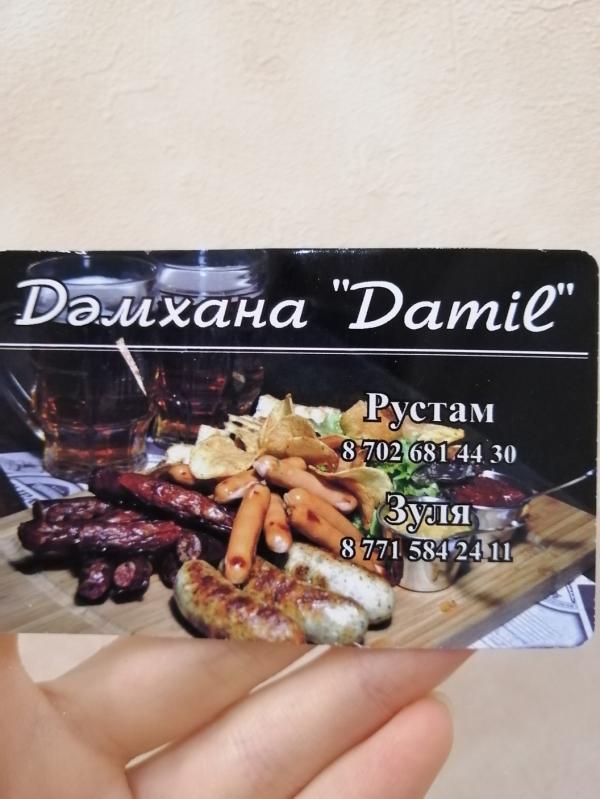 Дәмхана "Damil"
Рустам
8 702 681 44 30
Зуля
8 771 584 24 11